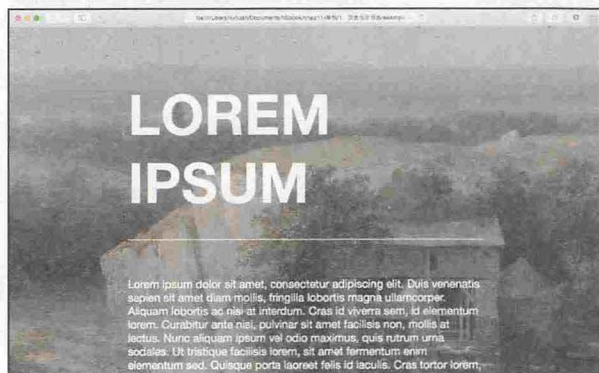 LOREM
IPSUM
Lorem ipsum dolor sit amet, consectetur adipiscing elit. Duis venenatis
sapien sit amet diam mollis, fringilla lobortis magna ullamcorper.
Aliquam lobortis ac nisi at interdum. Cras id viverra sem, id elementum
lorem. Curabitur ante nisl, pulvinar sit amet facilisis non, mollis at
lectus. Nunc aliquam ipsum vel odio maximus, quis rutrum urna
sodales. Ut tristique facilisis lorem, sit amet fermentum enim
elementum sed. Quisque porta laoreet felis id iaculis. Cras tortor lorem,